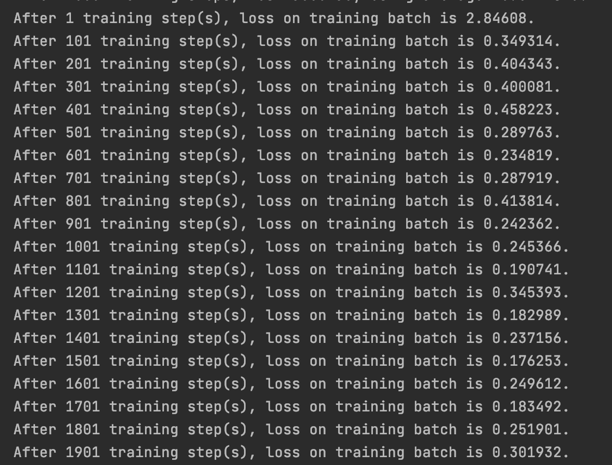 After 1 training step(s), loss on training batch is 2.84608.
After 101 training step(s), loss on training batch is 0.349314.
After 201 training step(s), loss on training batch is 0.404343.
After 301 training step(s), loss on training batch is 0.400081.
After 401 training step(s), loss on training batch is 0.458223.
After 501 training step(s), loss on training batch is 0.289763.
After 601 training step(s), loss on training batch is 0.234819.
After 701 training step(s), loss on training batch is 0.287919.
After 801 training step(s), loss on training batch is 0.413814.
After 901 training step(s), loss on training batch is 0.242362.
After 1001 training step(s), loss on training batch is 0.245366.
After 1101 training step(s), loss on training batch is 0.190741.
After 1201 training step(s), loss on training batch is 0.345393.
After 1301 training step(s), loss on training batch is 0.182989.
After 1401 training step(s), loss on training batch is 0.237156.
After 1501 training step(s), loss on training batch is 0.176253.
After 1601 training step(s), loss on training batch is 0.249612.
After 1701 training step(s), loss on training batch is 0.183492.
After 1801 training step(s), loss on training batch is 0.251901.
After 1901 training step(s), loss on training batch is 0.301932.